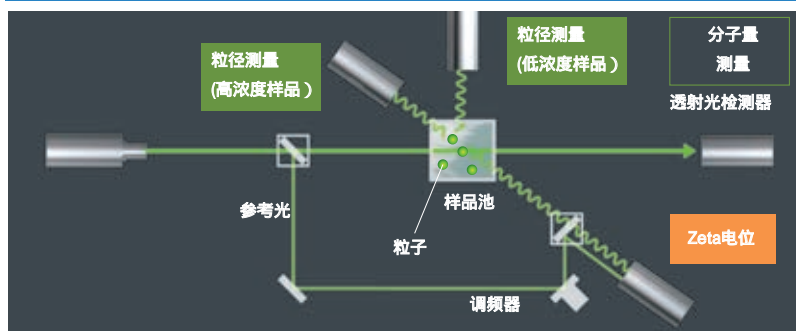 粒径测量
(高浓度样品）
粒径测量
(低浓度样品）
分子量
测量
透射光检测器
参考光
样品池
粒子
Zeta电位
调频器